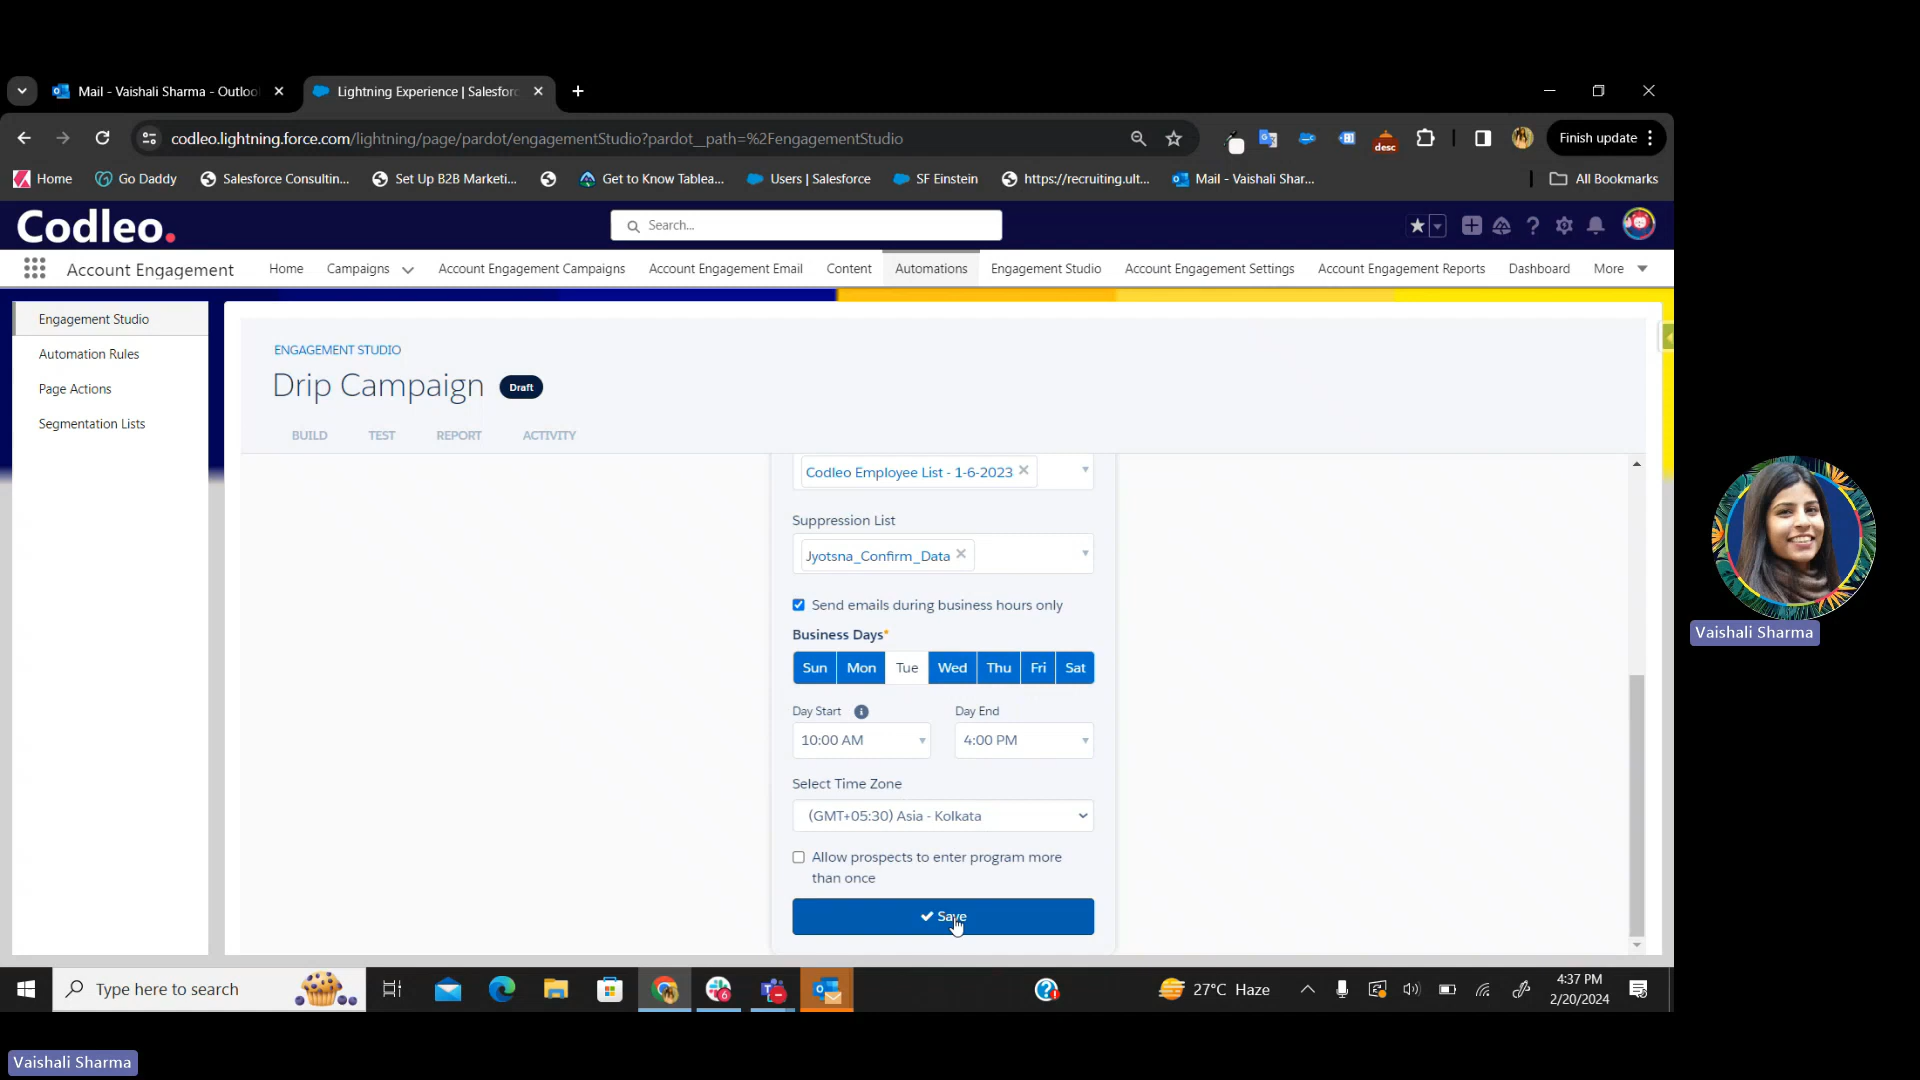 Mail - Vaishali Sharma - Outloo
Lightning Experience | Salesforc
codleo.lightning.force.com/lightning/page/pardot/engagementStudio?pardot__path=%2FengagementStudio
desc
Finish update
Home
Go Daddy
Salesforce Consultin...
Set Up B2B Marketi...
Get to Know Tablea...
Users | Salesforce
SF Einstein
https://recruiting.ult...
Mail - Vaishali Shar...
All Bookmarks
Codleo.
Search...
Account Engagement
Home
Campaigns
Account Engagement Campaigns
Account Engagement Email
Content
Automations
Engagement Studio
Account Engagement Settings
Account Engagement Reports
Dashboard
More
Engagement Studio
Automation Rules
Page Actions
Segmentation Lists
ENGAGEMENT STUDIO
Drip Campaign
Draft
BUILD
TEST
REPORT
ACTIVITY
Codleo Employee List - 1-6-2023
Suppression List
Jyotsna_Confirm_Data
Send emails during business hours only
Business Days*
Sun Mon Tue Wed Thu Fri Sat
Day Start
Day End
10:00 AM
4:00 PM
Select Time Zone
(GMT+05:30) Asia - Kolkata
Allow prospects to enter program more
than once
Save
Vaishali Sharma
Type here to search
27°C Haze
4:37 PM
2/20/2024
Vaishali Sharma